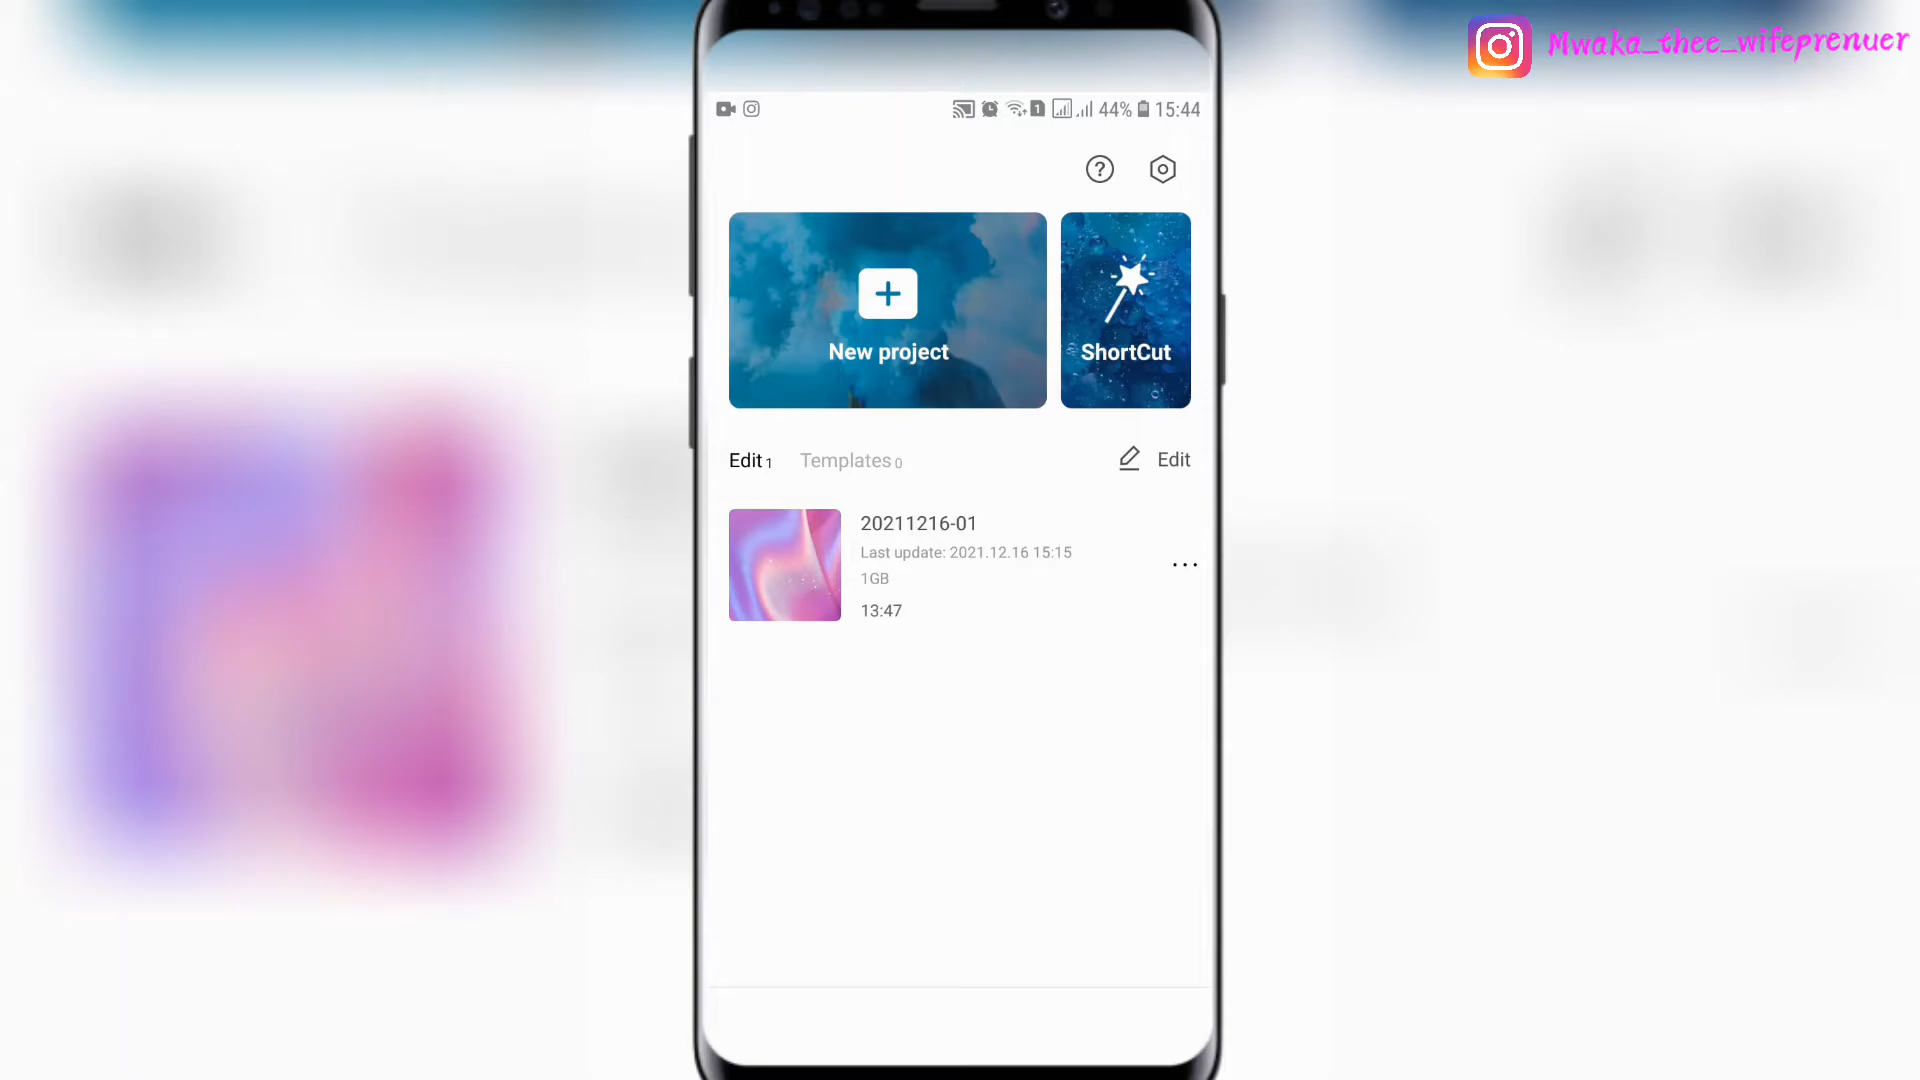 Mwaka_thee_wifeprenuer
1 44% 15:44
?
New project
ShortCut
Edit 1 Templates 0 Edit
20211216-01
Last update: 2021.12.16 15:15
1GB
13:47